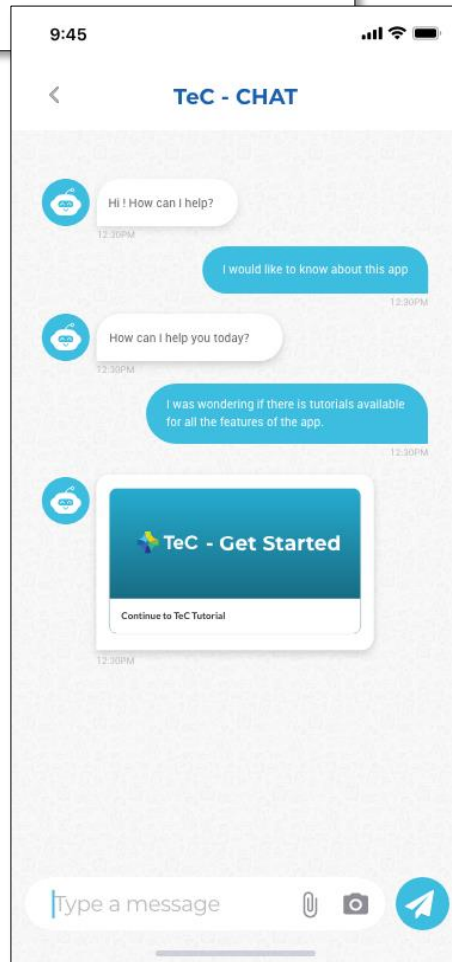 9:45
TeC - CHAT
Hi ! How can I help?
12:30PM
I would like to know about this app
12:30PM
How can I help you today?
12:30PM
I was wondering if there is tutorials available
for all the features of the app.
12:30PM
TeC - Get Started
Continue to TeC Tutorial
12:30PM
Type a message